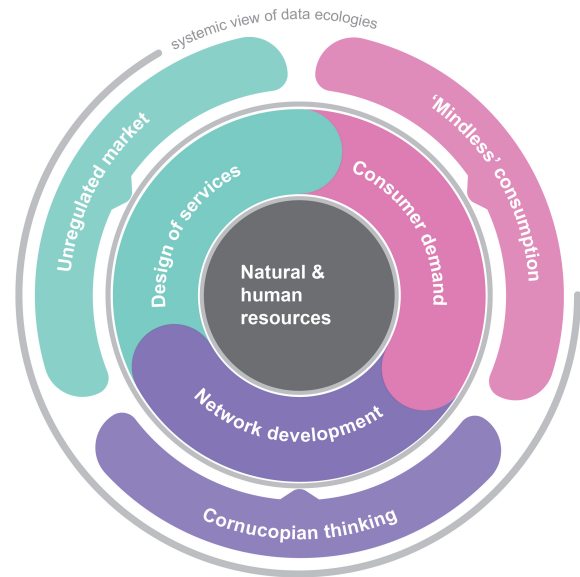 systemic view of data ecologies
Unregulated market
'Mindless' consumption
Design of services
Consumer demand
Natural &
human
resources
Network development
Cornucopian thinking